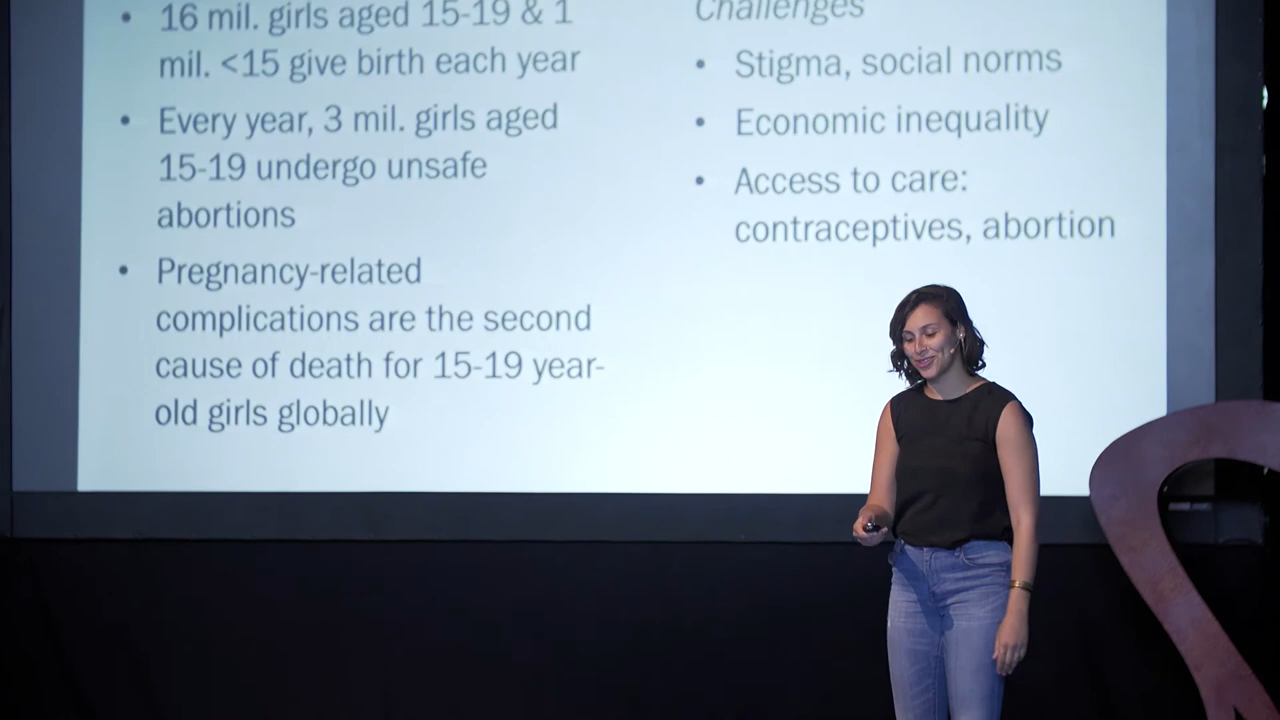 16 mil. girls aged 15-19 & 1
mil. <15 give birth each year
Every year, 3 mil. girls aged
15-19 undergo unsafe
abortions
Pregnancy-related
complications are the second
cause of death for 15-19 year-
old girls globally
Challenges
Stigma, social norms
Economic inequality
Access to care:
contraceptives, abortion